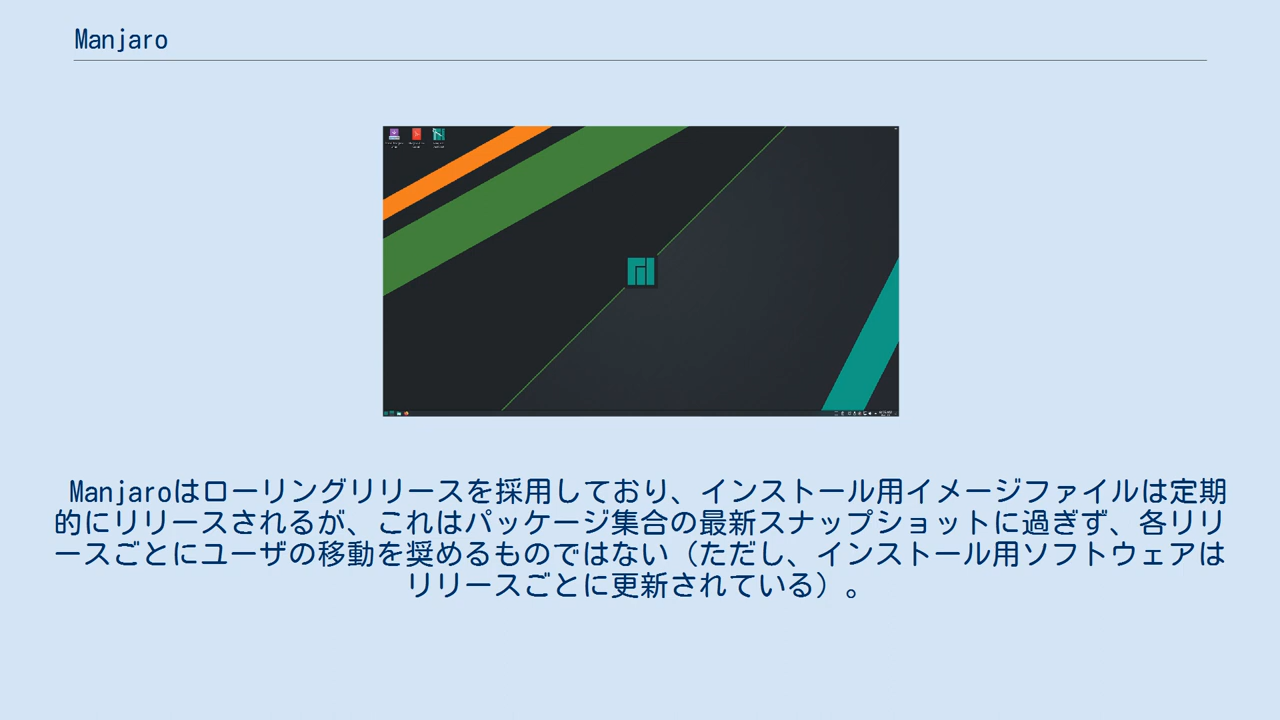 Manjaro
Manjaroはローリングリリースを採用しており、インストール用イメージファイルは定期
的にリリースされるが、これはパッケージ集合の最新スナップショットに過ぎず、各リリ
ースごとにユーザの移動を奨めるものではない（ただし、インストール用ソフトウェアは
リリースごとに更新されている）。